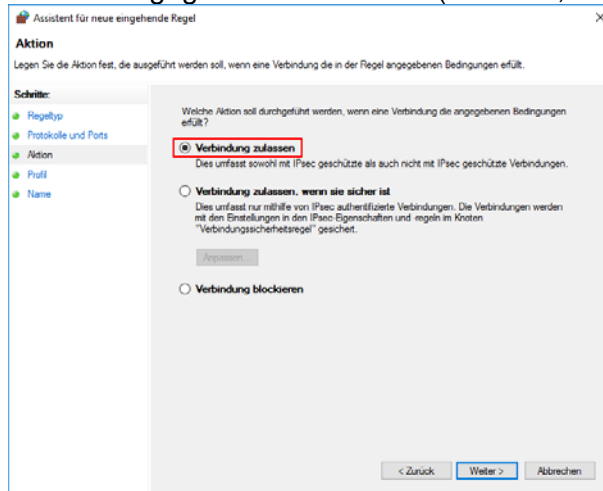 Assistent für neue eingehende Regel
Aktion
Legen Sie die Aktion fest, die ausgeführt werden soll, wenn eine Verbindung die in der Regel angegebenen Bedingungen erfüllt.
Schritte:
Regeltyp
Protokolle und Ports
Aktion
Profil
Name
Welche Aktion soll durchgeführt werden, wenn eine Verbindung die angegebenen Bedingungen
erfüllt?
Verbindung zulassen
Dies umfasst sowohl mit IPsec geschützte als auch nicht mit IPsec geschützte Verbindungen.
Verbindung zulassen, wenn sie sicher ist
Dies umfasst nur mithilfe von IPsec authentifizierte Verbindungen. Die Verbindungen werden
mit den Einstellungen in den IPsec-Eigenschaften und -regeln im Knoten
"Verbindungssicherheitsregel" gesichert.
Anpassen...
Verbindung blockieren
< Zurück Weiter > Abbrechen